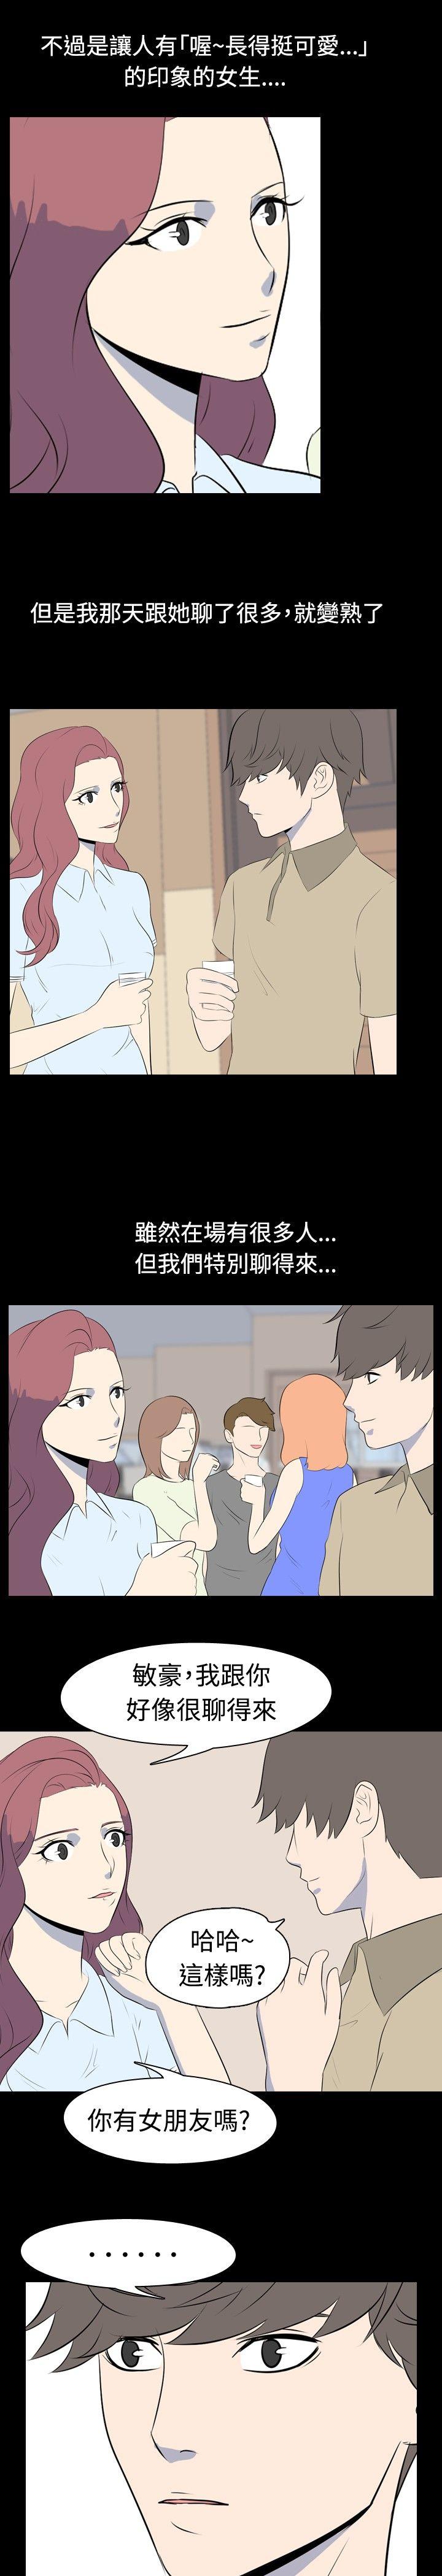 不過是讓人有「喔~長得挺可愛...」
的印象的女生....
但是我那天跟她聊了很多,就變熟了
雖然在場有很多人...
但我們特別聊得來...
敏豪,我跟你
好像很聊得來
哈哈~
這樣嗎?
你有女朋友嗎?
......